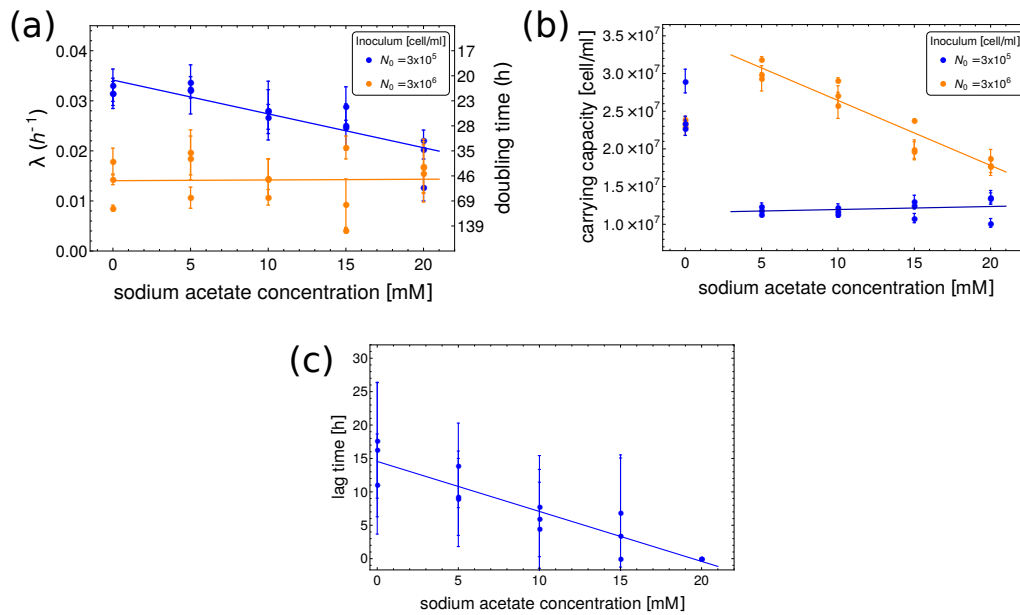 (a)
λ (h⁻¹)
0.04
0.03
0.02
0.01
0.00
0 5 10 15 20
sodium acetate concentration [mM]
17
20
23
28
35
46
69
139
doubling time (h)
Inoculum [cell/ml]
N₀ = 3x10⁵
N₀ = 3x10⁶
(b)
carrying capacity [cell/ml]
3.5×10⁷
3.0×10⁷
2.5×10⁷
2.0×10⁷
1.5×10⁷
1.0×10⁷
0 5 10 15 20
sodium acetate concentration [mM]
Inoculum [cell/ml]
N₀ = 3x10⁵
N₀ = 3x10⁶
(c)
lag time [h]
30
25
20
15
10
5
0
0 5 10 15 20
sodium acetate concentration [mM]